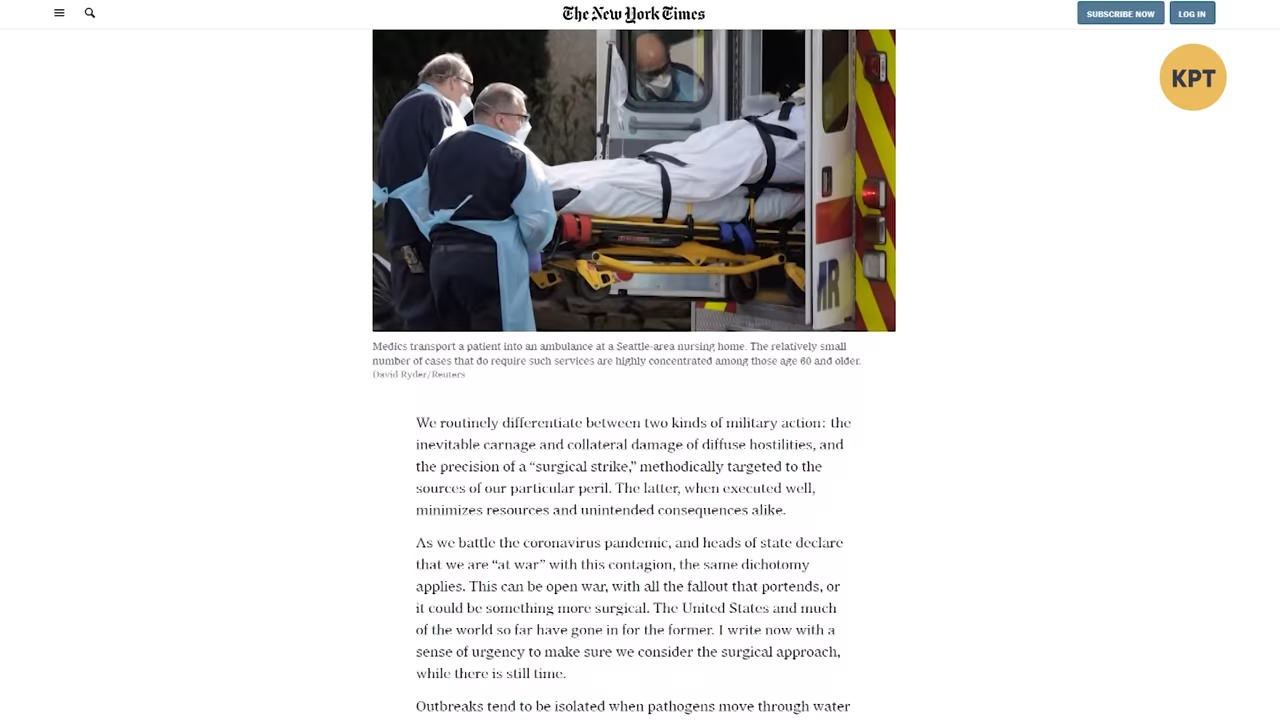 The New York Times
SUBSCRIBE NOW
LOG IN
KPT
Medics transport a patient into an ambulance at a Seattle-area nursing home. The relatively small
number of cases that do require such services are highly concentrated among those age 60 and older.
David Ryder/Reuters
We routinely differentiate between two kinds of military action: the
inevitable carnage and collateral damage of diffuse hostilities, and
the precision of a “surgical strike,” methodically targeted to the
sources of our particular peril. The latter, when executed well,
minimizes resources and unintended consequences alike.
As we battle the coronavirus pandemic, and heads of state declare
that we are “at war” with this contagion, the same dichotomy
applies. This can be open war, with all the fallout that portends, or
it could be something more surgical. The United States and much
of the world so far have gone in for the former. I write now with a
sense of urgency to make sure we consider the surgical approach,
while there is still time.
Outbreaks tend to be isolated when pathogens move through water